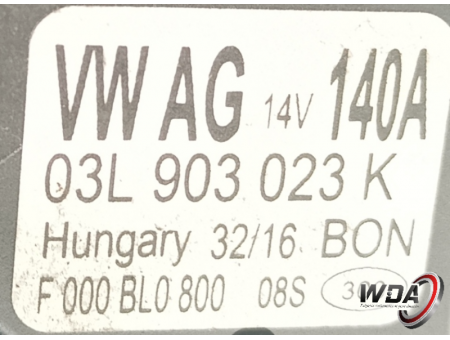 VW AG 14V 140A
03L 903 023 K
Hungary 32/16 BON
F 000 BL0 800 08S
WDA